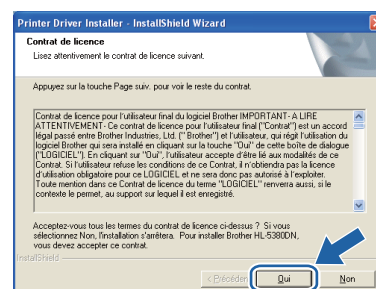 Printer Driver Installer - InstallShield Wizard
Contrat de licence
Lisez attentivement le contrat de licence suivant.
Appuyez sur la touche Page suiv. pour voir le reste du contrat.
Contrat de licence pour l'utilisateur final du logiciel Brother IMPORTANT- A LIRE
ATTENTIVEMENT- Ce contrat de licence pour l'utilisateur final ("Contrat") est un accord
légal passé entre Brother Industries, Ltd. ("Brother") et l'utilisateur, qui régit l'utilisation du
logiciel Brother qui sera installé en cliquant sur la touche "Oui" de cette boîte de dialogue
("LOGICIEL"). En cliquant sur "Oui", l'utilisateur accepte d'être lié aux modalités de ce
Contrat. Si l'utilisateur refuse les conditions de ce Contrat, il n'obtiendra pas la licence
d'utilisation obligatoire pour ce LOGICIEL et ne sera donc pas autorisé à l'exploiter.
Toute mention dans ce Contrat de licence du terme "LOGICIEL" renverra aussi, si le
contexte le permet, au support sur lequel il est enregistré.
Acceptez-vous tous les termes du contrat de licence ci-dessus ? Si vous
sélectionnez Non, l'installation s'arrêtera. Pour installer Brother HL-5380DN,
vous devez accepter ce contrat.
InstallShield
< Précéden Oui Non